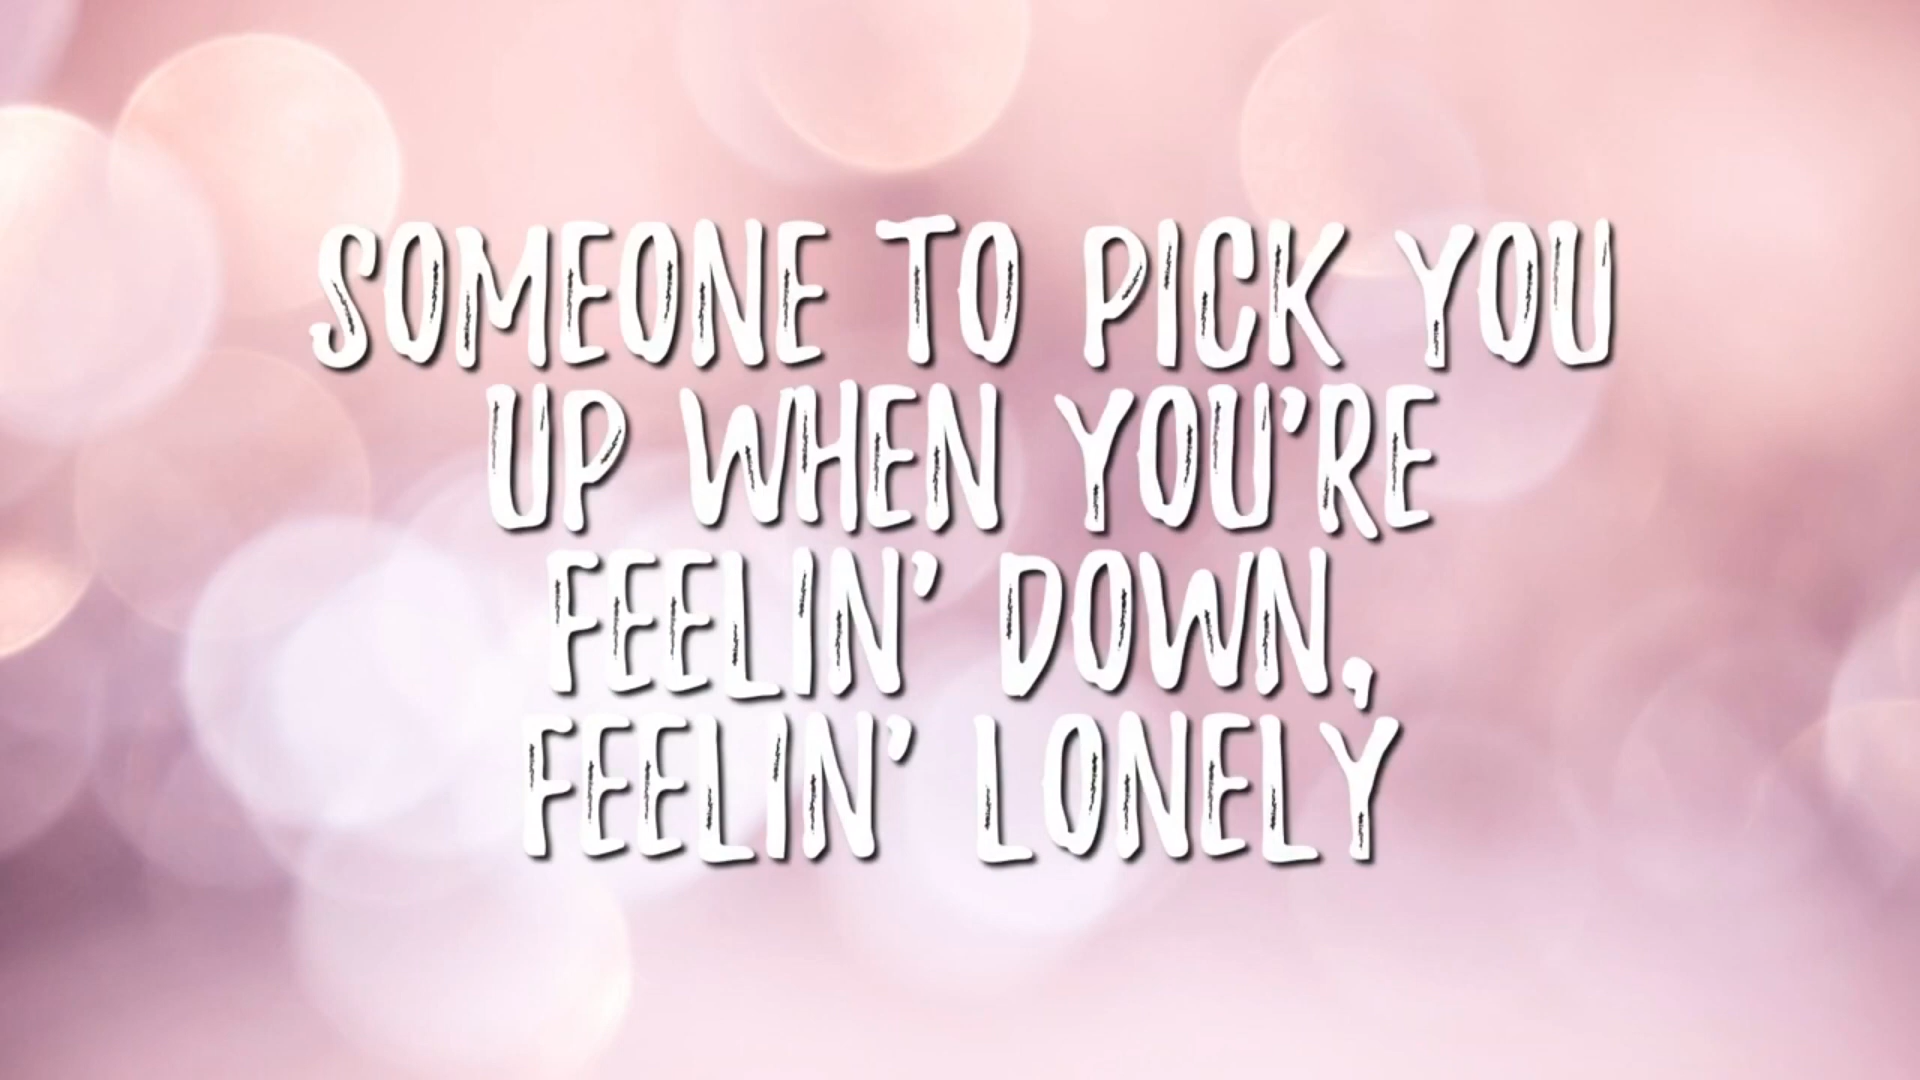 SOMEONE TO PICK YOU
UP WHEN YOU'RE
FEELIN' DOWN,
FEELIN' LONELY